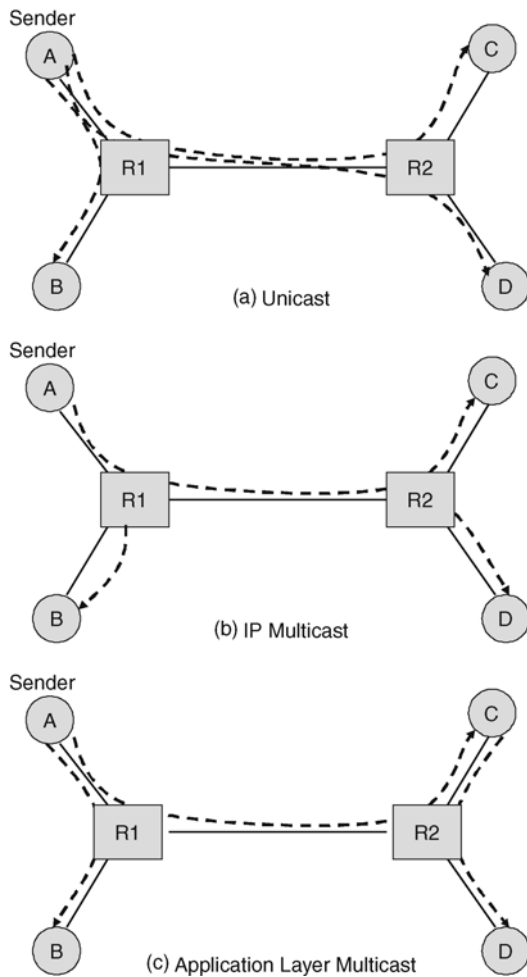 Sender
A
C
R1
R2
B
D
(a) Unicast
Sender
A
C
R1
R2
B
D
(b) IP Multicast
Sender
A
C
R1
R2
B
D
(c) Application Layer Multicast